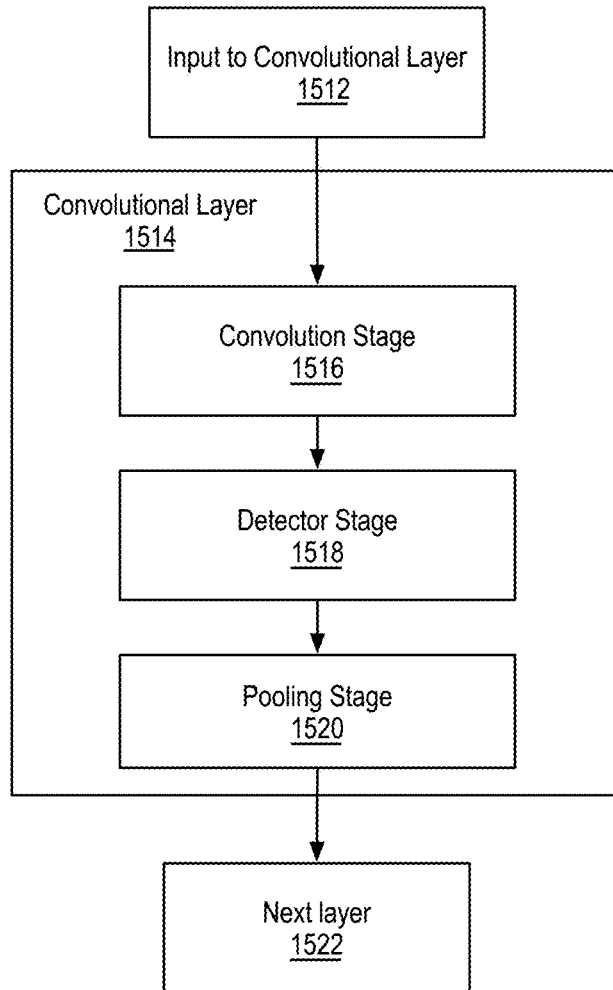 Input to Convolutional Layer
1512
Convolutional Layer
1514
Convolution Stage
1516
Detector Stage
1518
Pooling Stage
1520
Next layer
1522